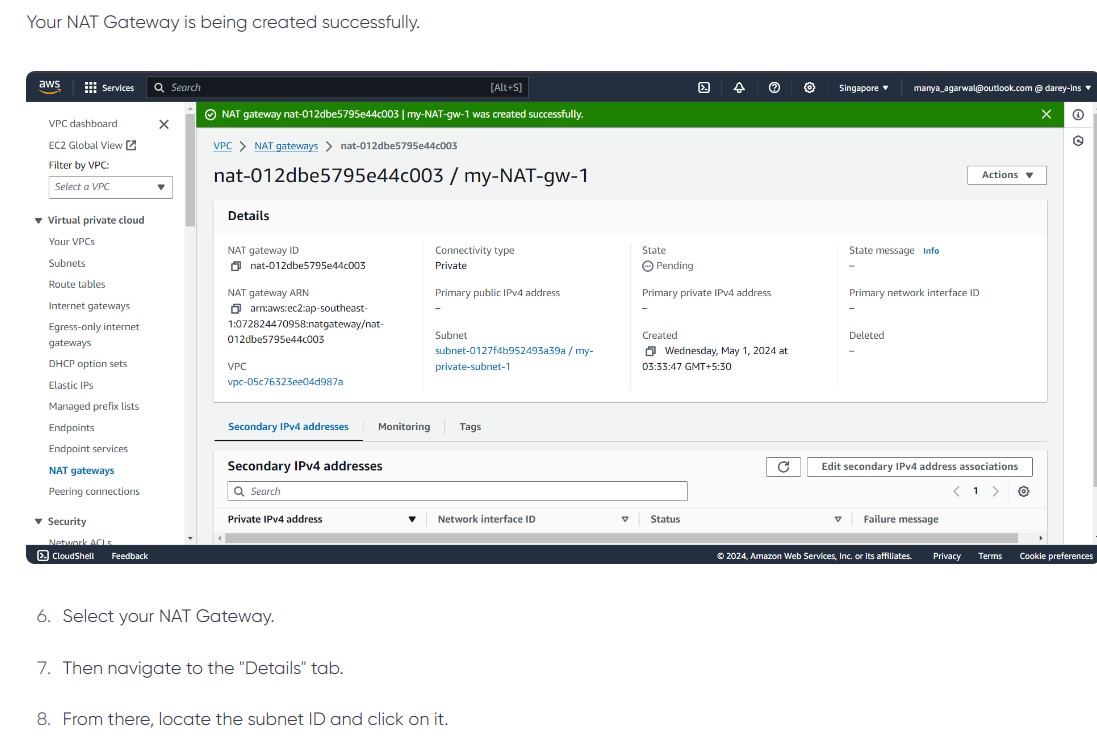 Your NAT Gateway is being created successfully.
aws
Services
Search
[Alt+S]
Singapore
manya_agarwal@outlook.com @ darey-ins
VPC dashboard
EC2 Global View
Filter by VPC:
Select a VPC
Virtual private cloud
Your VPCs
Subnets
Route tables
Internet gateways
Egress-only internet
gateways
DHCP option sets
Elastic IPs
Managed prefix lists
Endpoints
Endpoint services
NAT gateways
Peering connections
Security
Network ACLs
NAT gateway nat-012dbe5795e44c003 | my-NAT-gw-1 was created successfully.
VPC > NAT gateways > nat-012dbe5795e44c003
nat-012dbe5795e44c003 / my-NAT-gw-1
Actions
Details
NAT gateway ID
nat-012dbe5795e44c003
NAT gateway ARN
arn:aws:ec2:ap-southeast-
1:072824470958:natgateway/nat-
012dbe5795e44c003
VPC
vpc-05c76323ee04d987a
Connectivity type
Private
Primary public IPv4 address
–
Subnet
subnet-0127f4b952493a39a / my-
private-subnet-1
State
Pending
Primary private IPv4 address
–
Created
Wednesday, May 1, 2024 at
03:33:47 GMT+5:30
State message Info
–
Primary network interface ID
–
Deleted
–
Secondary IPv4 addresses
Monitoring
Tags
Secondary IPv4 addresses
Edit secondary IPv4 address associations
Search
1
Private IPv4 address
Network interface ID
Status
Failure message
CloudShell
Feedback
© 2024, Amazon Web Services, Inc. or its affiliates.
Privacy
Terms
Cookie preferences
6. Select your NAT Gateway.
7. Then navigate to the "Details" tab.
8. From there, locate the subnet ID and click on it.